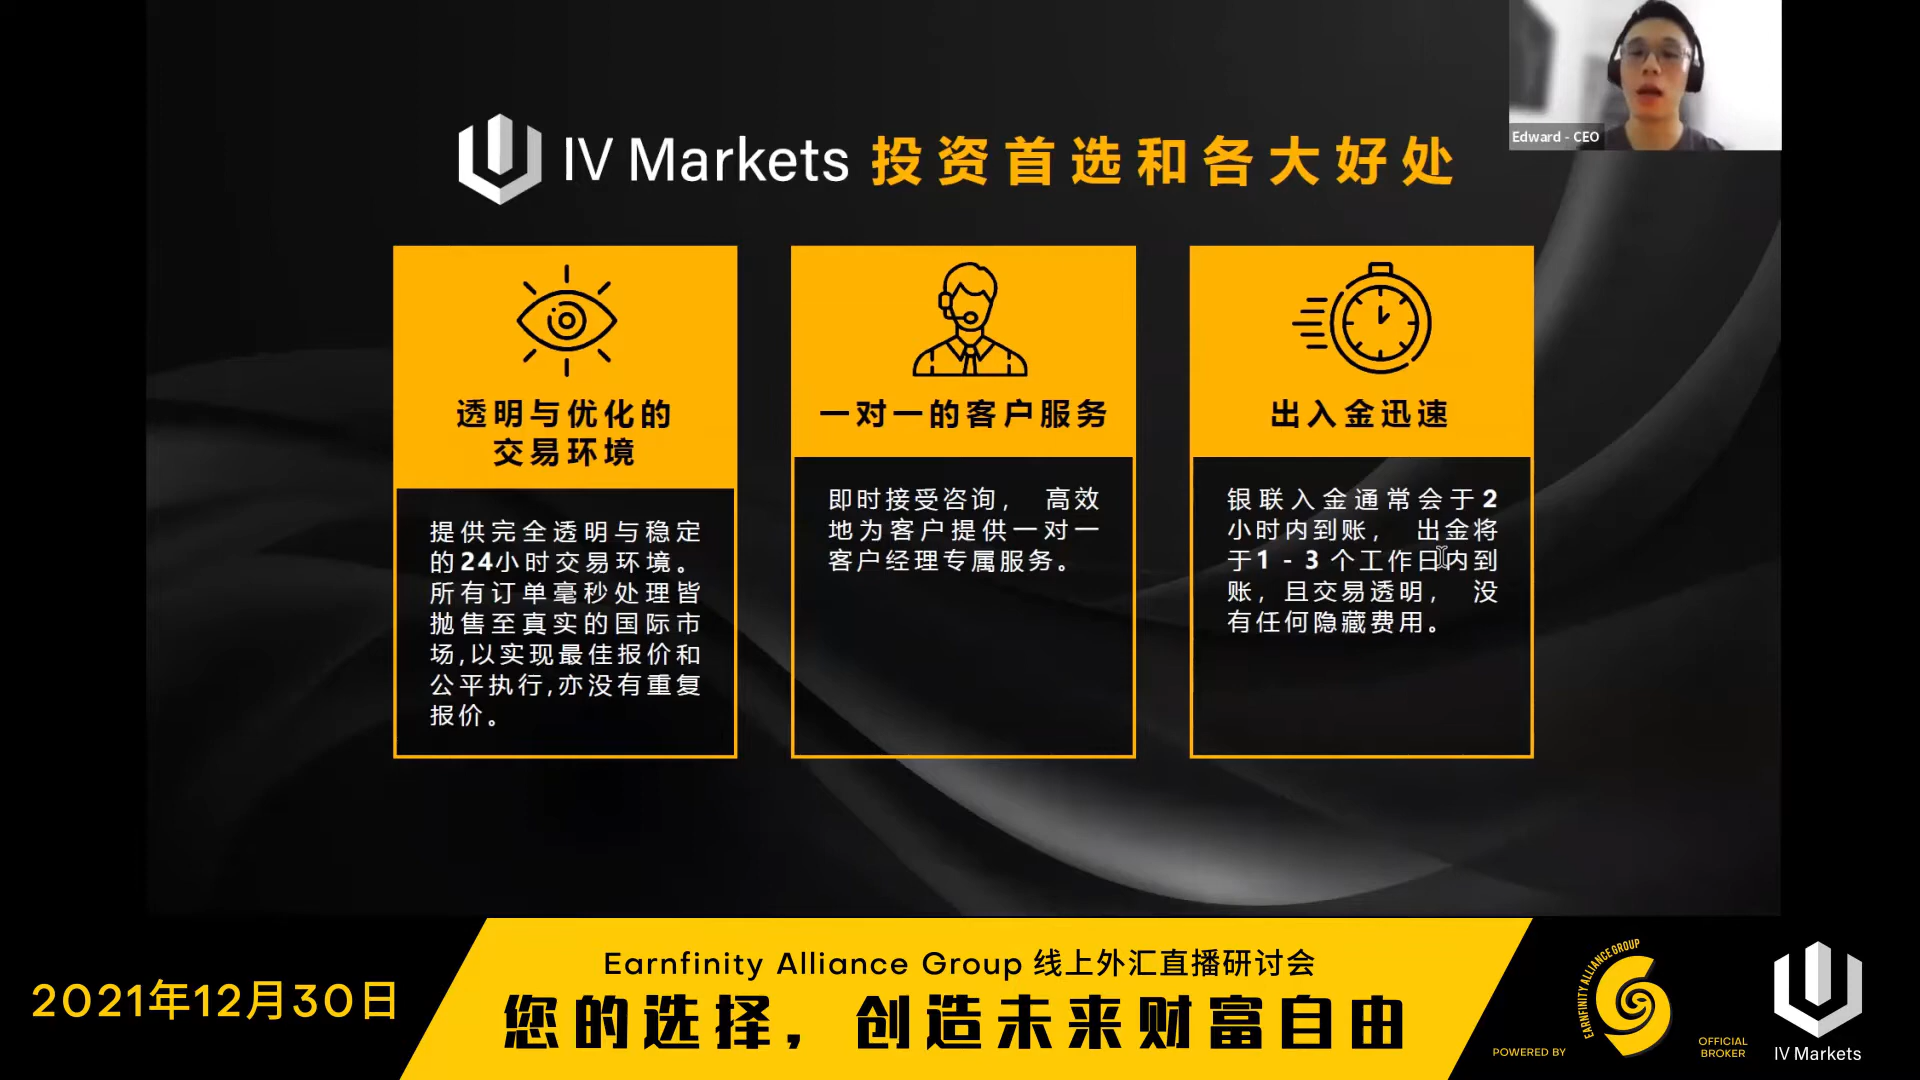 Edward - CEO
IV Markets 投资首选和各大好处
透明与优化的
交易环境
提供完全透明与稳定
的24小时交易环境。
所有订单毫秒处理皆
抛售至真实的国际市
场,以实现最佳报价和
公平执行,亦没有重复
报价。
一对一的客户服务
即时接受咨询， 高效
地为客户提供一对一
客户经理专属服务。
出入金迅速
银联入金通常会于2
小时内到账， 出金将
于1 - 3 个工作日内到
账，且交易透明， 没
有任何隐藏费用。
2021年12月30日
Earnfinity Alliance Group 线上外汇直播研讨会
您的选择，创造未来财富自由
POWERED BY
EARNFINITY ALLIANCE GROUP
OFFICIAL
BROKER
IV Markets